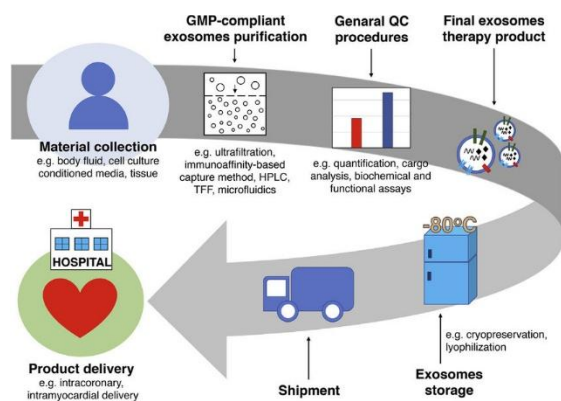 GMP-compliant
exosomes purification
Genaral QC
procedures
Final exosomes
therapy product
Material collection
e.g. body fluid, cell culture
conditioned media, tissue
e.g. ultrafiltration,
immunoaffinity-based
capture method, HPLC,
TFF, microfluidics
e.g. quantification, cargo
analysis, biochemical and
functional assays
-80ºC
HOSPITAL
Product delivery
e.g. intracoronary,
intramyocardial delivery
Shipment
e.g. cryopreservation,
lyophilization
Exosomes
storage